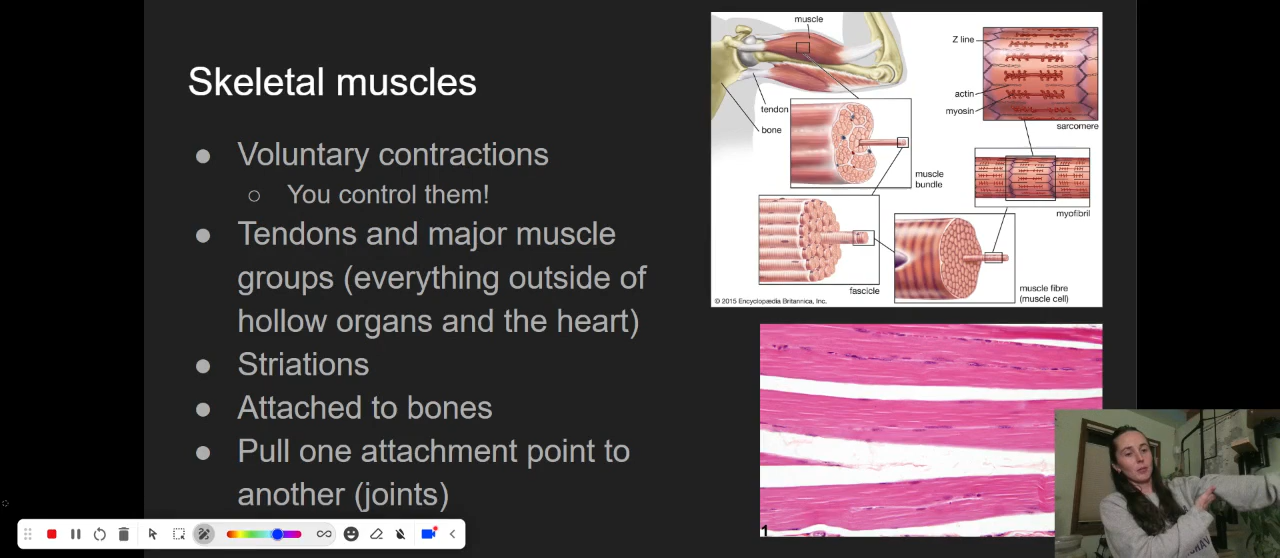 Skeletal muscles
● Voluntary contractions
○ You control them!
● Tendons and major muscle
groups (everything outside of
hollow organs and the heart)
● Striations
● Attached to bones
● Pull one attachment point to
another (joints)
muscle
tendon
bone
muscle
bundle
fascicle
muscle fibre
(muscle cell)
Z line
actin
myosin
sarcomere
myofibril
© 2015 Encyclopædia Britannica, Inc.
1